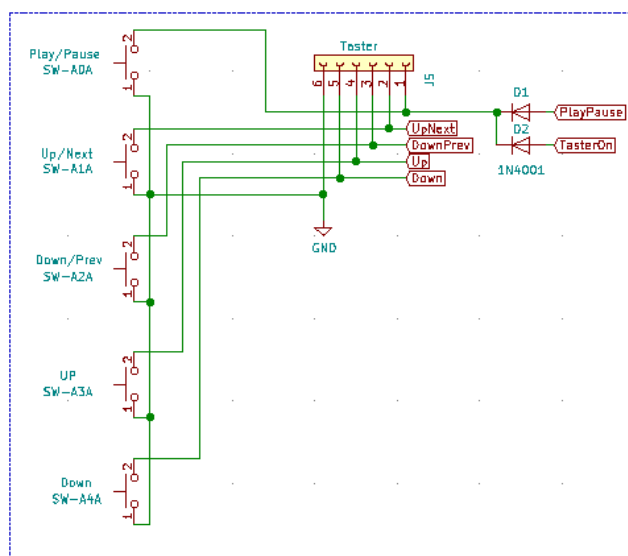 Play/Pause
SW-A0A
2
1
Taster
6
5
4
3
2
1
J5
D1
PlayPause
D2
TasterOn
1N4001
Up/Next
SW-A1A
2
1
UpNext
DownPrev
Up
Down
GND
Down/Prev
SW-A2A
2
1
UP
SW-A3A
2
1
Down
SW-A4A
2
1